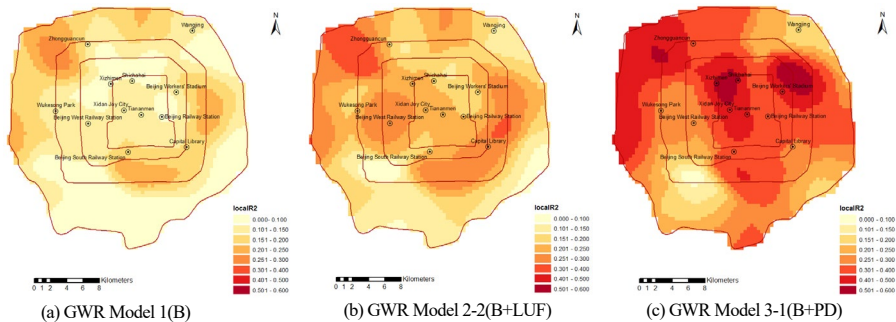 N
Wangjing
Zhongguancun
Xizhimen
Shichahai
Beijing Workers' Stadium
Wukesong Park
Xidan Joy City
Tiananmen
Beijing West Railway Station
Beijing Railway Station
Capital Library
Beijing South Railway Station
localR2
0.000 - 0.100
0.101 - 0.150
0.151 - 0.200
0.201 - 0.250
0.251 - 0.300
0.301 - 0.400
0.401 - 0.500
0.501 - 0.600
Kilometers
0 1 2 4 6 8
(a) GWR Model 1(B)
N
Wangjing
Zhongguancun
Xizhimen
Shichahai
Beijing Workers' Stadium
Wukesong Park
Xidan Joy City
Tiananmen
Beijing West Railway Station
Beijing Railway Station
Capital Library
Beijing South Railway Station
localR2
0.000 - 0.100
0.101 - 0.150
0.151 - 0.200
0.201 - 0.250
0.251 - 0.300
0.301 - 0.400
0.401 - 0.500
0.501 - 0.600
Kilometers
0 1 2 4 6 8
(b) GWR Model 2-2(B+LUF)
N
Wangjing
Zhongguancun
Xizhimen
Shichahai
Beijing Workers' Stadium
Wukesong Park
Xidan Joy City
Tiananmen
Beijing West Railway Station
Beijing Railway Station
Capital Library
Beijing South Railway Station
localR2
0.000 - 0.100
0.101 - 0.150
0.151 - 0.200
0.201 - 0.250
0.251 - 0.300
0.301 - 0.400
0.401 - 0.500
0.501 - 0.600
Kilometers
0 1 2 4 6 8
(c) GWR Model 3-1(B+PD)